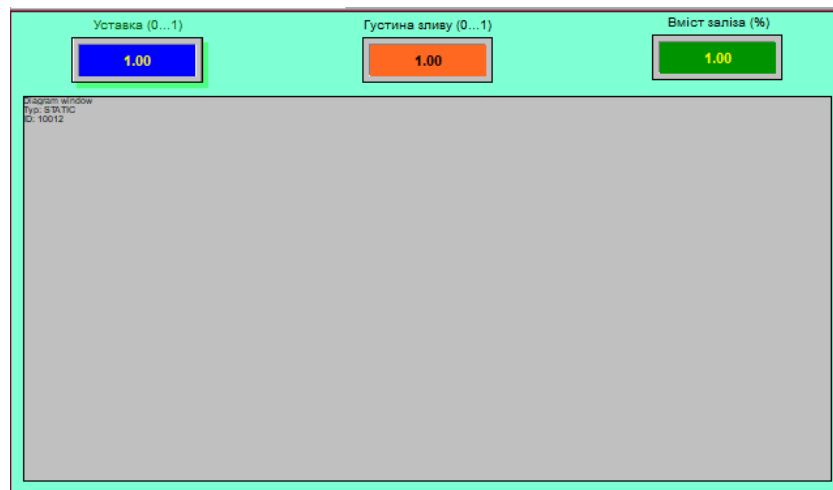 Уставка (0...1)
Густина зливу (0...1)
Вміст заліза (%)
1.00
1.00
1.00
Diagram window
Typ: STATIC
ID: 10012